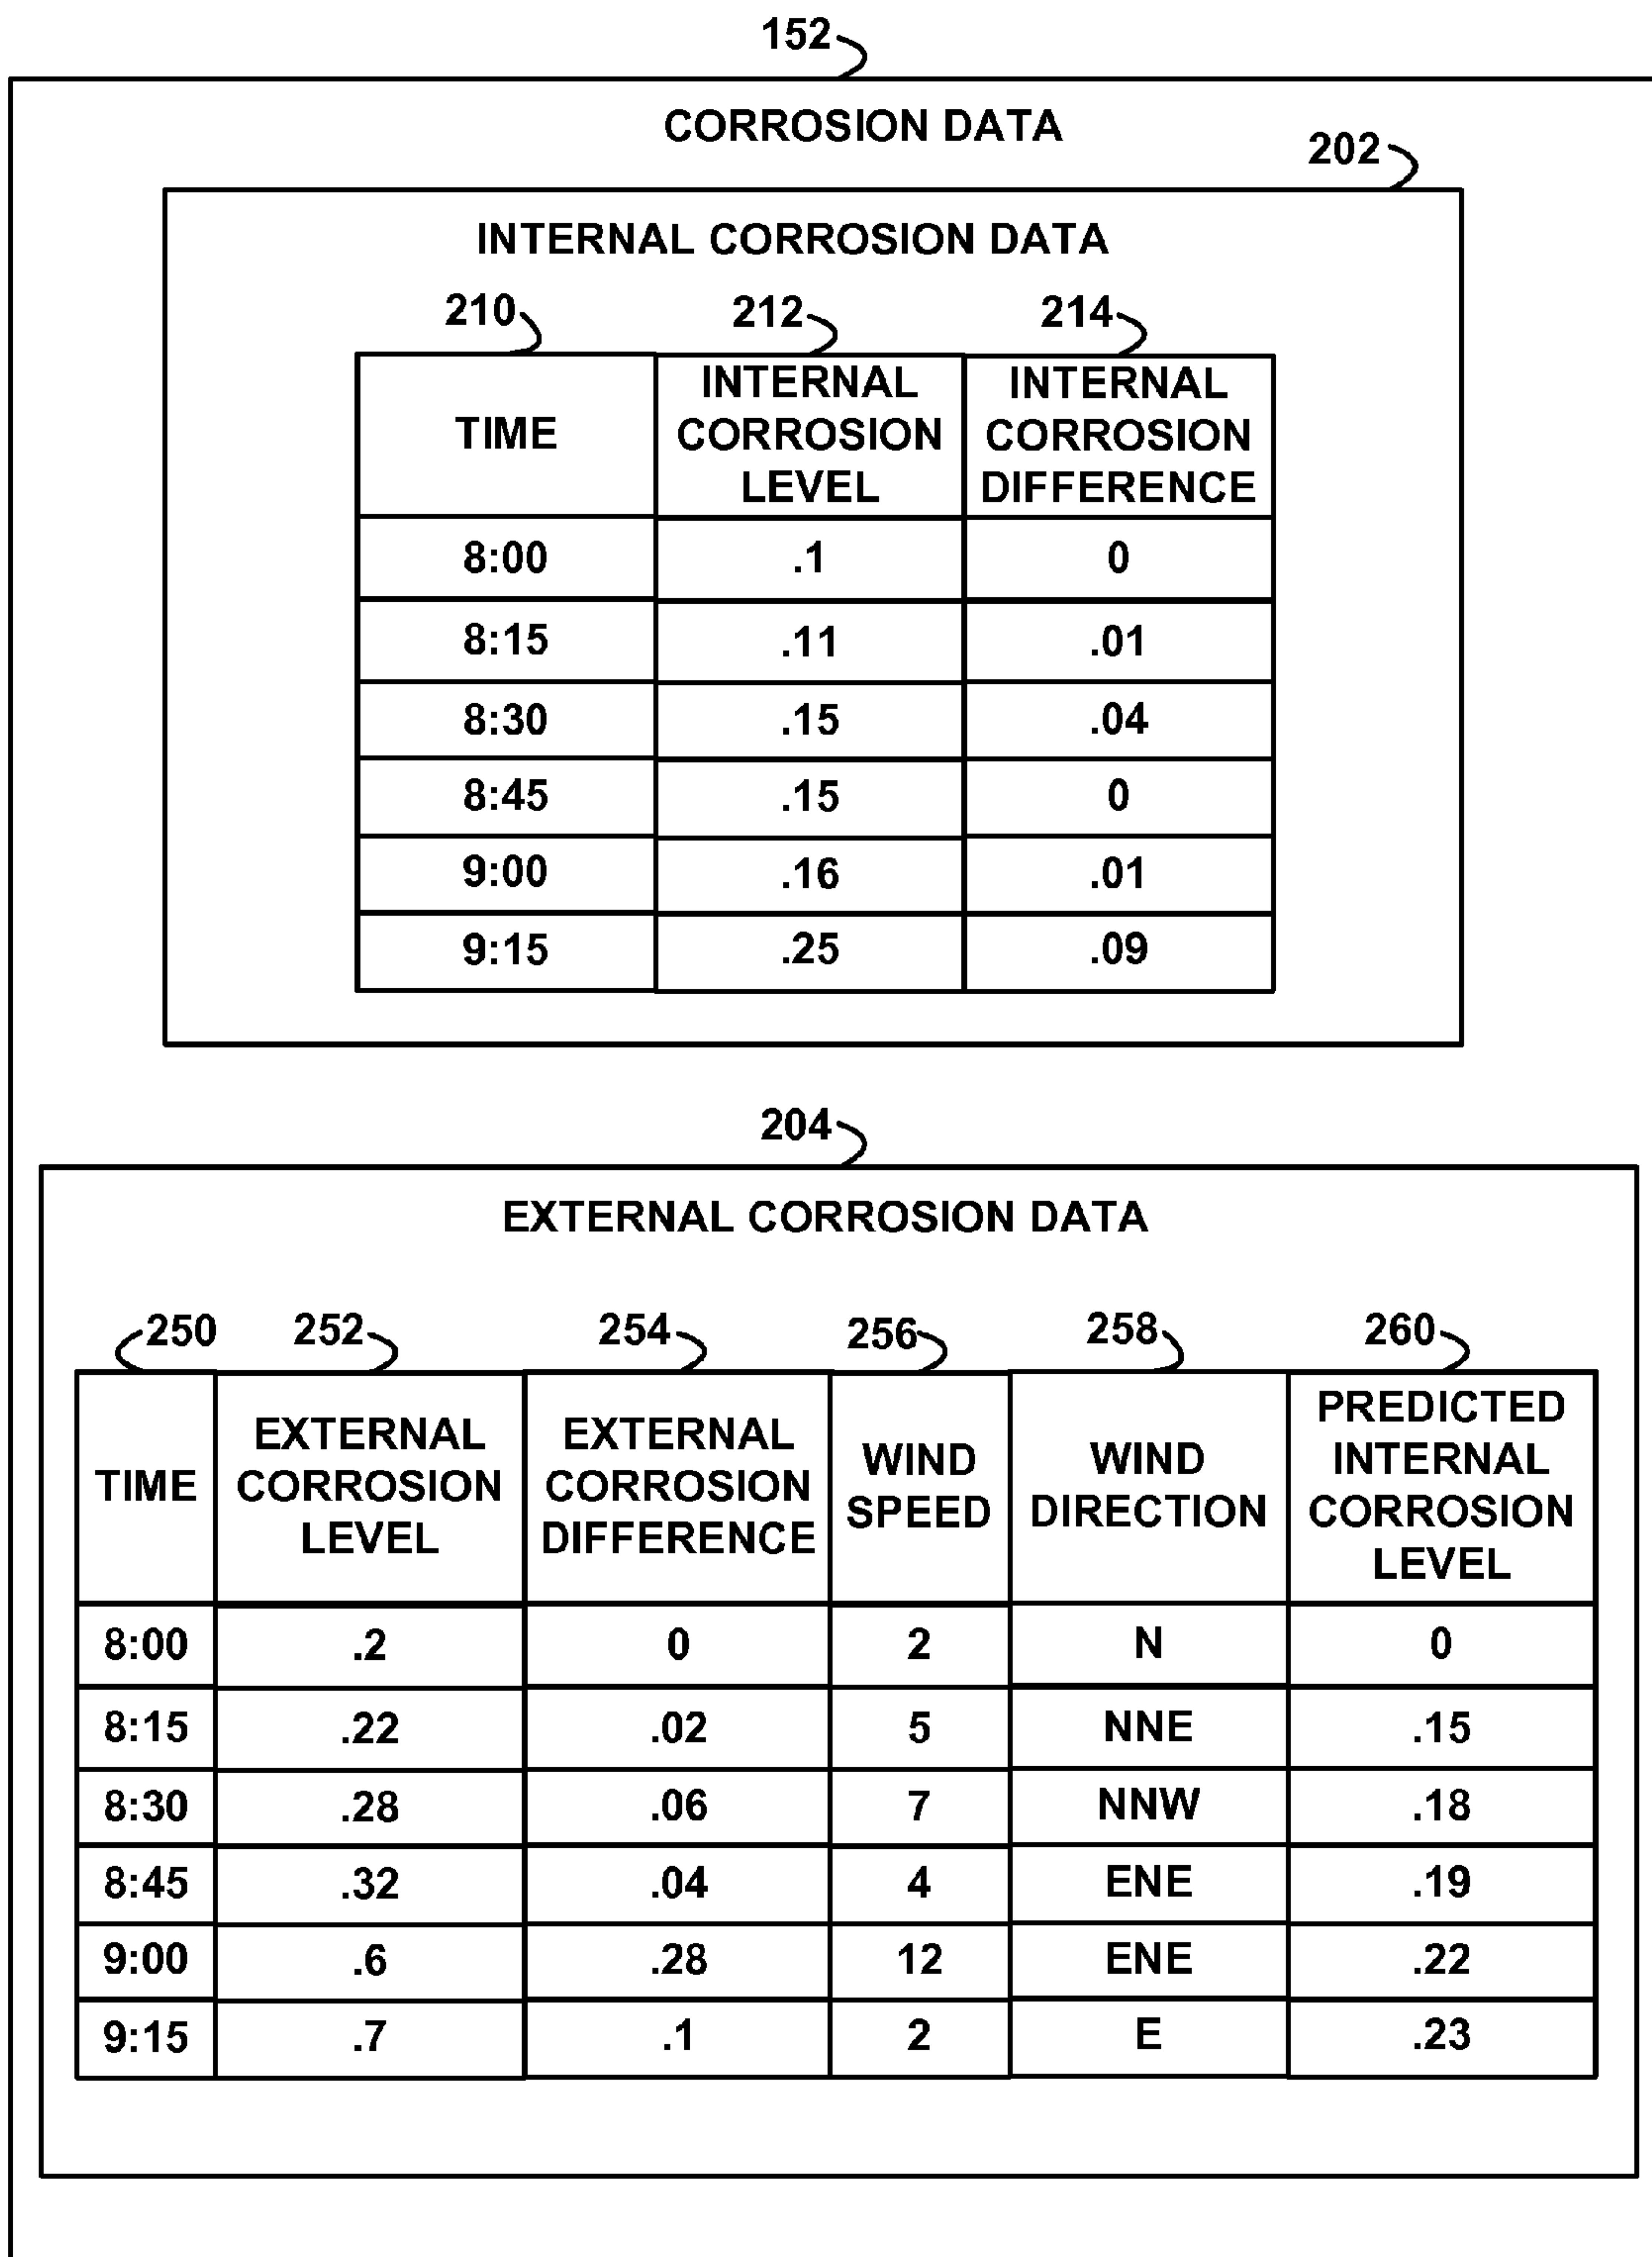 152
CORROSION DATA
202
INTERNAL CORROSION DATA
210 212 214
TIME INTERNAL CORROSION LEVEL INTERNAL CORROSION DIFFERENCE
8:00 .1 0
8:15 .11 .01
8:30 .15 .04
8:45 .15 0
9:00 .16 .01
9:15 .25 .09
204
EXTERNAL CORROSION DATA
250 252 254 256 258 260
TIME EXTERNAL CORROSION LEVEL EXTERNAL CORROSION DIFFERENCE WIND SPEED WIND DIRECTION PREDICTED INTERNAL CORROSION LEVEL
8:00 .2 0 2 N 0
8:15 .22 .02 5 NNE .15
8:30 .28 .06 7 NNW .18
8:45 .32 .04 4 ENE .19
9:00 .6 .28 12 ENE .22
9:15 .7 .1 2 E .23